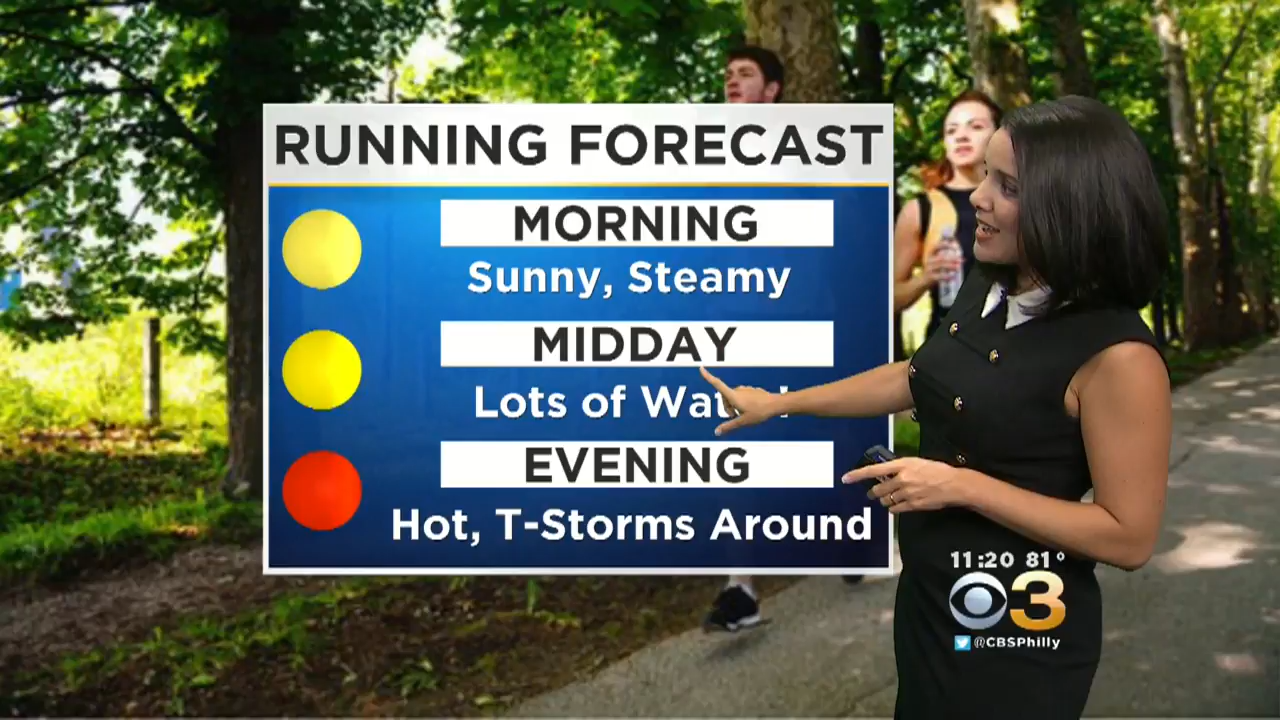 RUNNING FORECAST
MORNING
Sunny, Steamy
MIDDAY
Lots of
EVENING
Hot, T-Storms Around
11:20 81°
3
@CBSPhilly